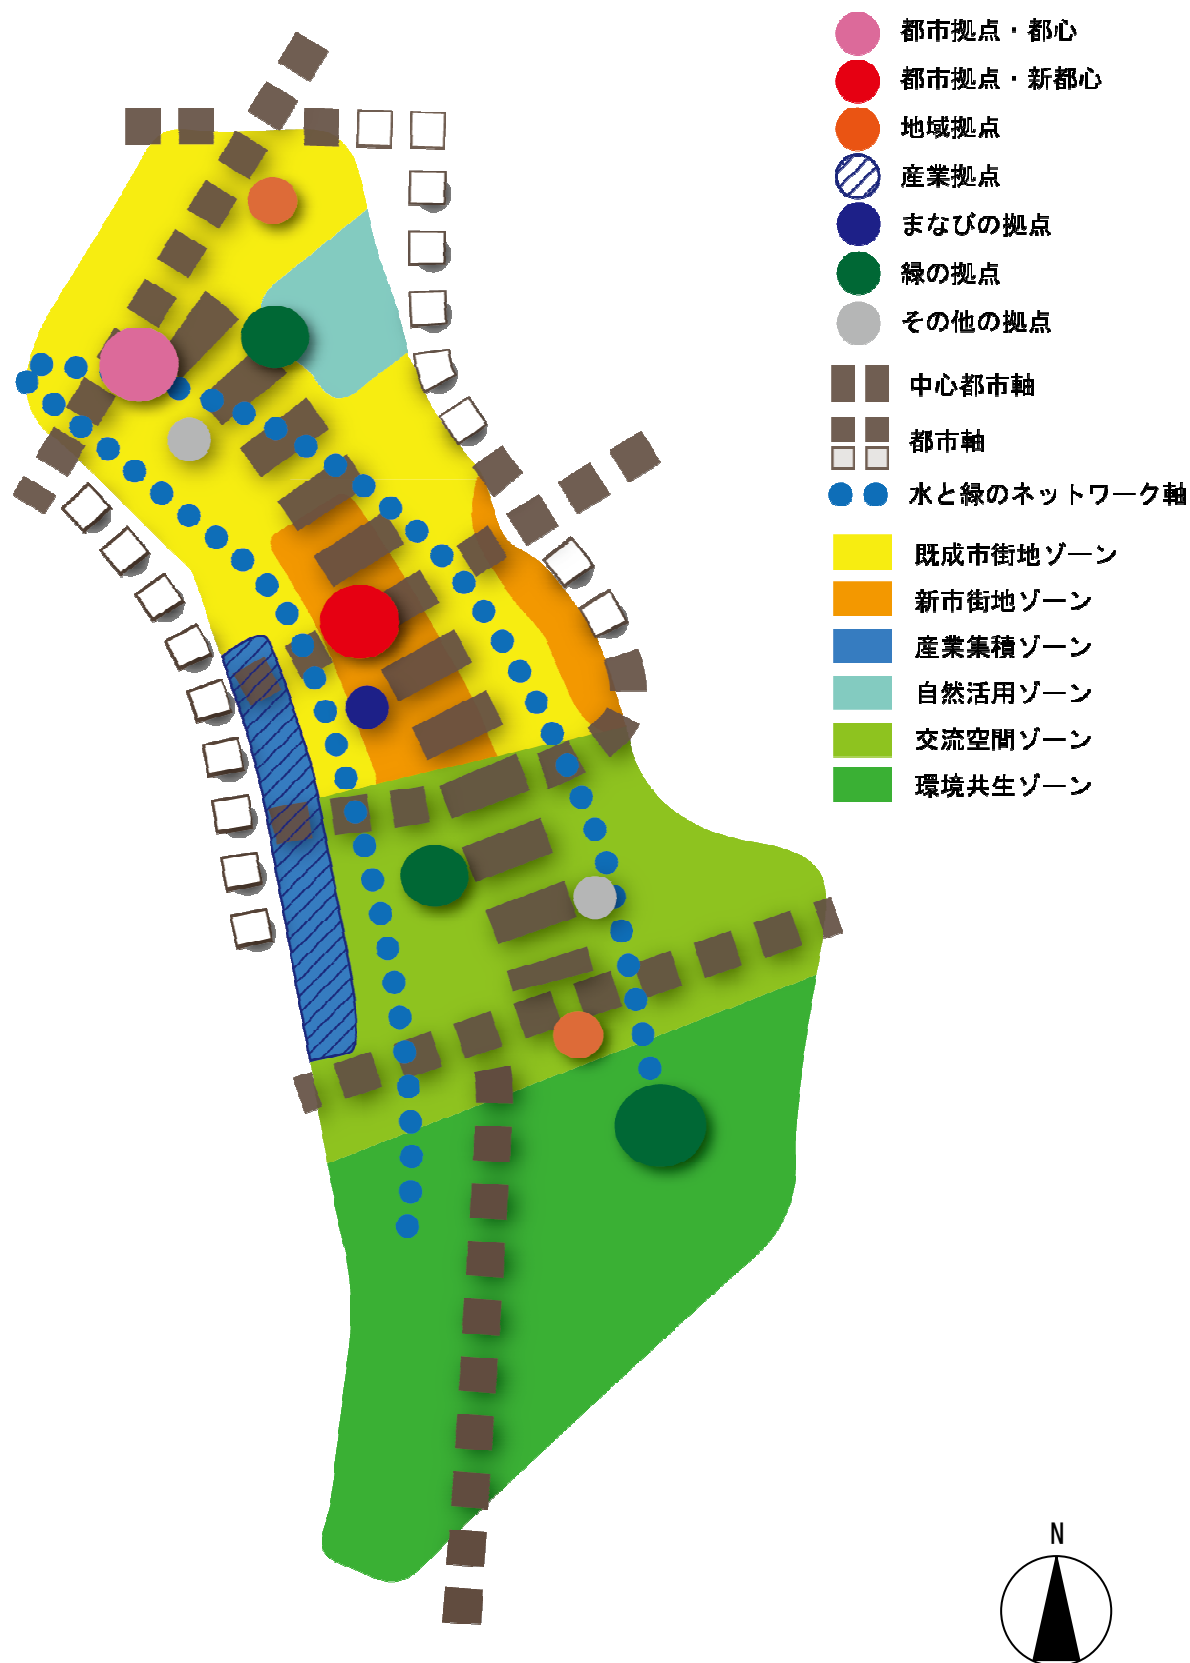 都市拠点・都心
都市拠点・新都心
地域拠点
産業拠点
まなびの拠点
緑の拠点
その他の拠点
中心都市軸
都市軸
水と緑のネットワーク軸
既成市街地ゾーン
新市街地ゾーン
産業集積ゾーン
自然活用ゾーン
交流空間ゾーン
環境共生ゾーン
N